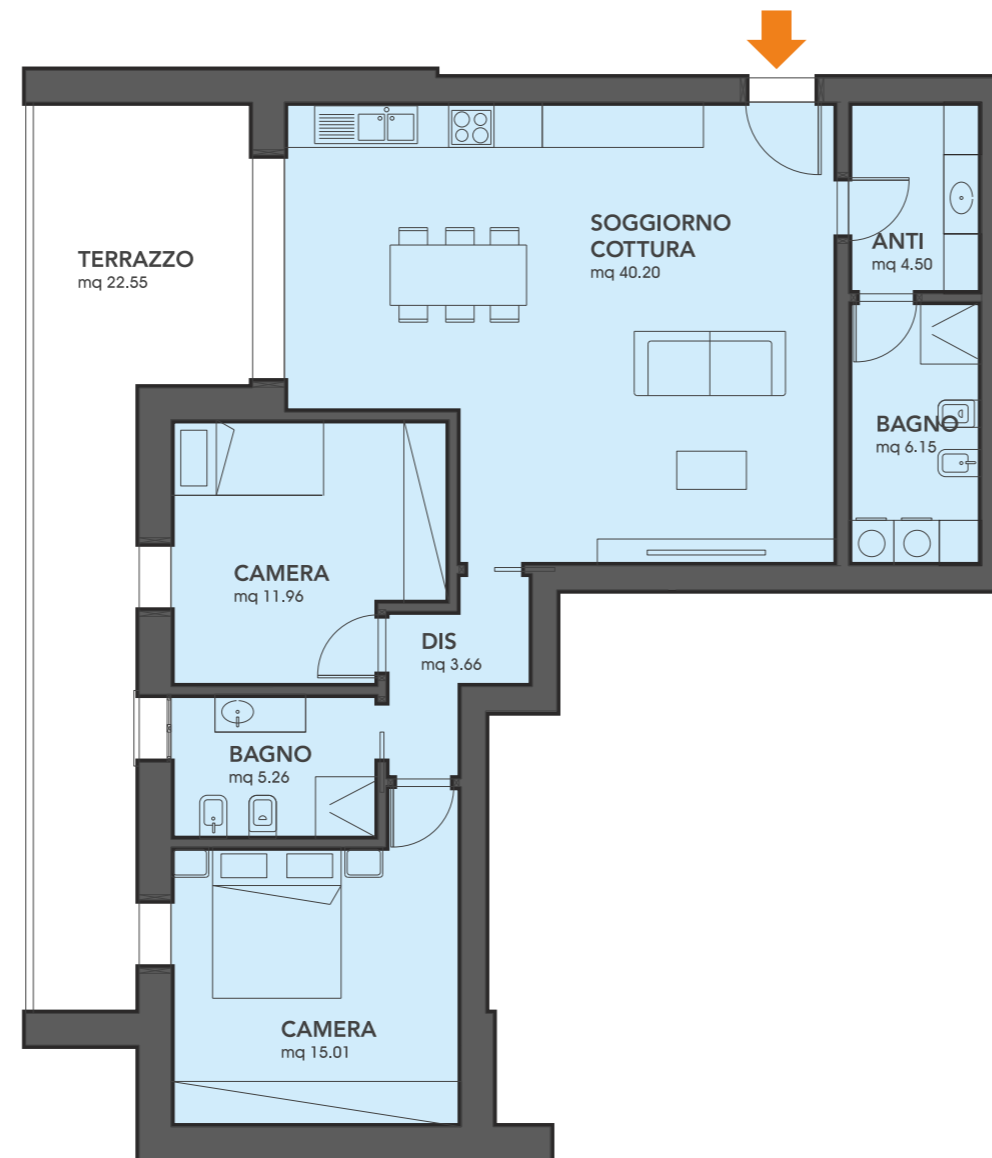 TERRAZZO
mq 22.55
SOGGIORNO
COTTURA
mq 40.20
ANTI
mq 4.50
BAGNO
mq 6.15
CAMERA
mq 11.96
DIS
mq 3.66
BAGNO
mq 5.26
CAMERA
mq 15.01